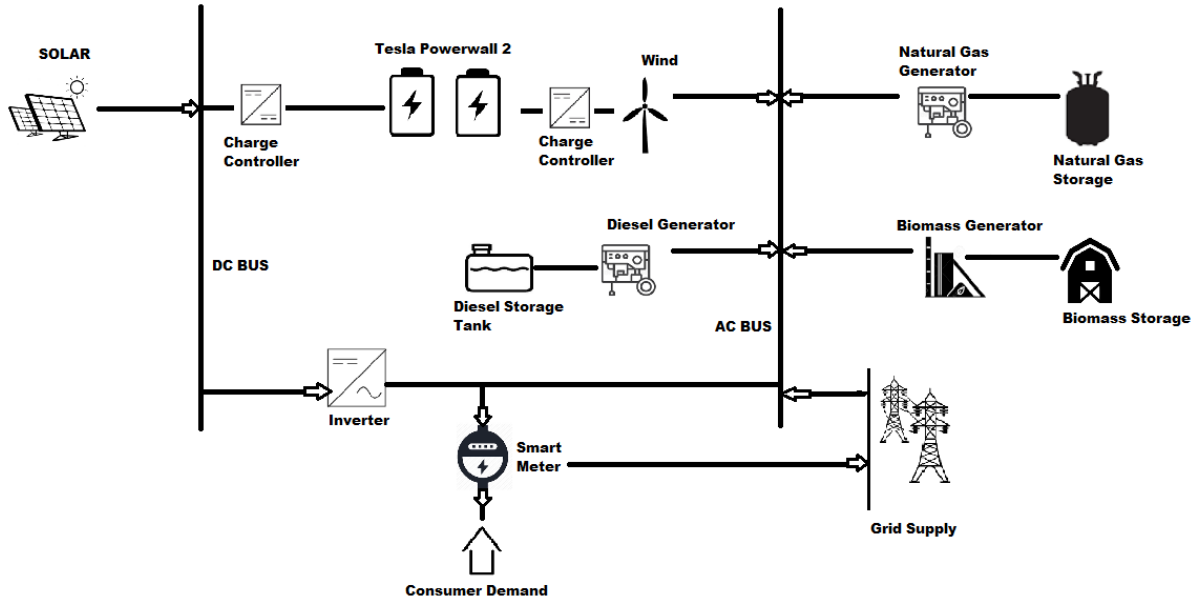 SOLAR
Tesla Powerwall 2
Wind
Natural Gas
Generator
Charge
Controller
Charge
Controller
Natural Gas
Storage
Diesel Generator
Biomass Generator
DC BUS
Diesel Storage
Tank
AC BUS
Biomass Storage
Inverter
Smart
Meter
Grid Supply
Consumer Demand